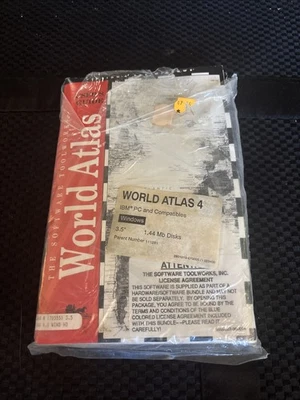 THE SOFTWARE TOOLWORKS
World Atlas
WORLD ATLAS 4
IBM® PC and Compatibles
Windows
3.5" 1.44 Mb Disks
Parent Number
THE SOFTWARE TOOLWORKS, INC.
LICENSE AGREEMENT
THIS SOFTWARE IS SUPPLIED AS PART OF A
HARDWARE/SOFTWARE BUNDLE AND MAY NOT
BE SOLD SEPARATELY. BY OPENING THIS
PACKAGE, YOU AGREE TO BE BOUND BY THE
TERMS AND CONDITIONS OF THE BLUE
COLORED LICENSE AGREEMENT INCLUDED
WITH THIS BUNDLE—PLEASE READ IT
CAREFULLY!